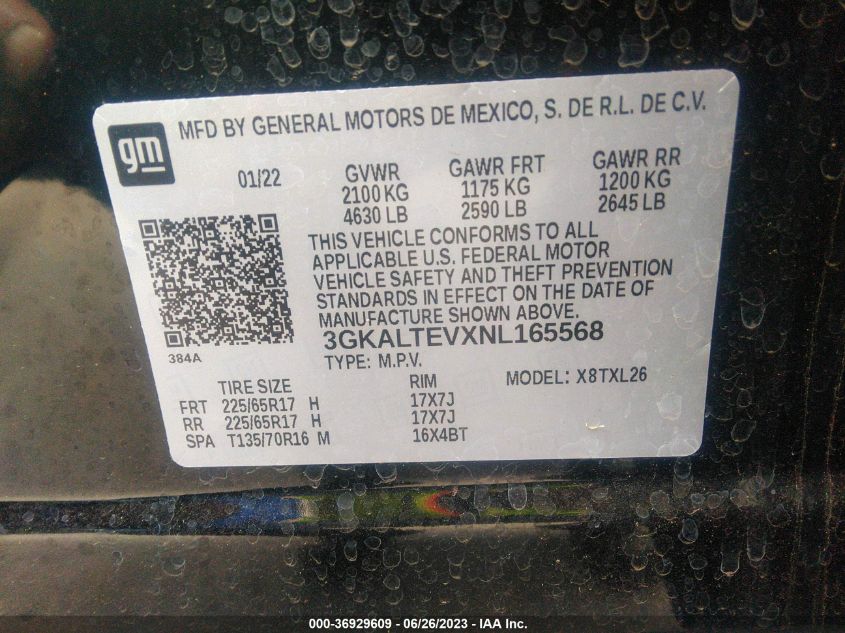 gm
MFD BY GENERAL MOTORS DE MEXICO, S. DE R.L. DE C.V.
01/22 GVWR GAWR FRT GAWR RR
2100 KG 1175 KG 1200 KG
4630 LB 2590 LB 2645 LB
THIS VEHICLE CONFORMS TO ALL
APPLICABLE U.S. FEDERAL MOTOR
VEHICLE SAFETY AND THEFT PREVENTION
STANDARDS IN EFFECT ON THE DATE OF
MANUFACTURE SHOWN ABOVE.
3GKALTEVXNL165568
384A
TYPE: M.P.V.
TIRE SIZE RIM MODEL: X8TXL26
FRT 225/65R17 H 17X7J
RR 225/65R17 H 17X7J
SPA T135/70R16 M 16X4BT
000-36929609 - 06/26/2023 - IAA Inc.